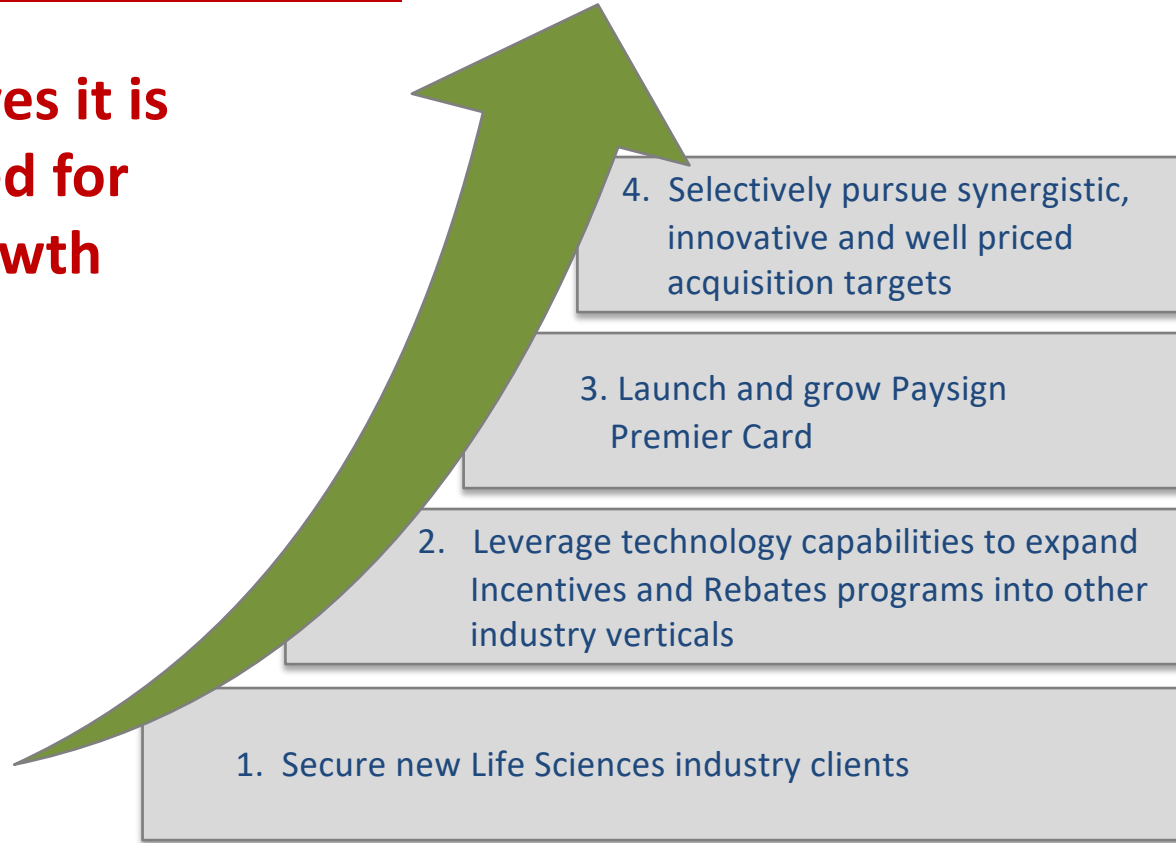 res it is
d for
wth
4. Selectively pursue synergistic,
innovative and well priced
acquisition targets
3. Launch and grow Paysign
Premier Card
2. Leverage technology capabilities to expand
Incentives and Rebates programs into other
industry verticals
1. Secure new Life Sciences industry clients